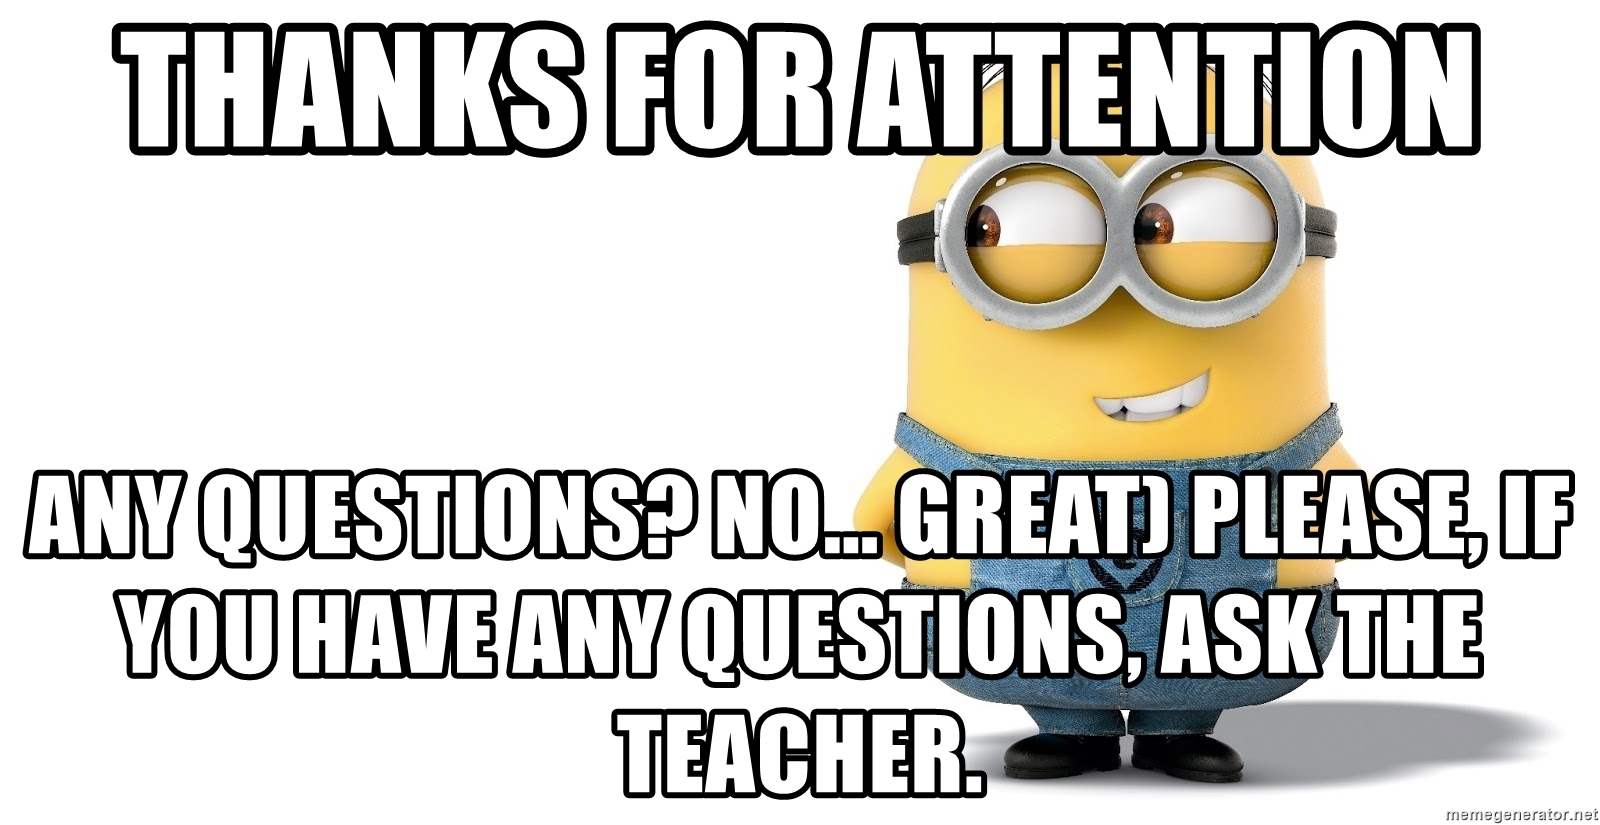 THANKS FOR ATTENTION
ANY QUESTIONS? NO... GREAT) PLEASE, IF
YOU HAVE ANY QUESTIONS, ASK THE
TEACHER.
memegenerator.net